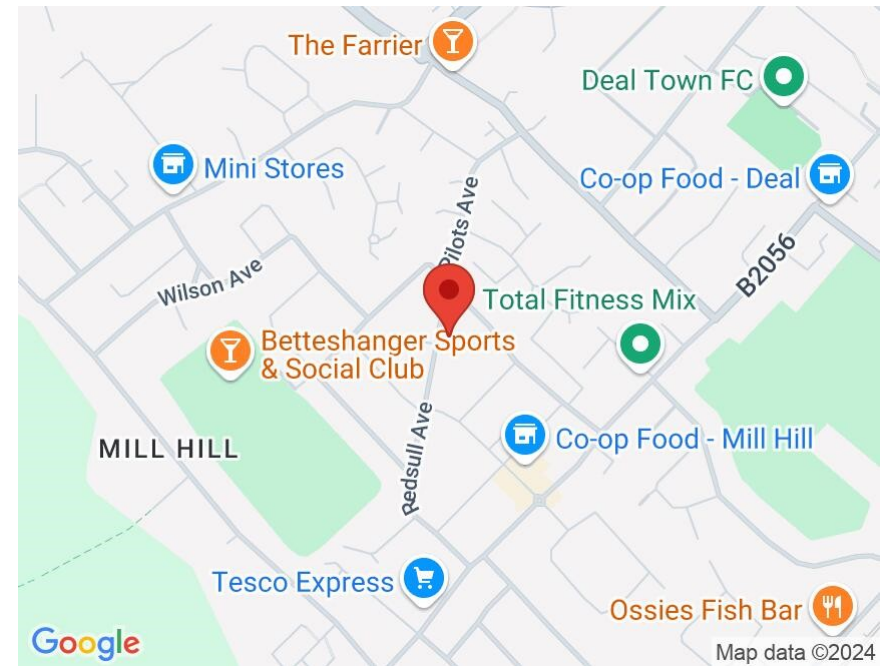 The Farrier
Deal Town FC
Mini Stores
Co-op Food - Deal
Pilots Ave
B2056
Wilson Ave
Total Fitness Mix
Betteshanger Sports
& Social Club
Redsull Ave
MILL HILL
Co-op Food - Mill Hill
Tesco Express
Ossies Fish Bar
Google
Map data ©2024